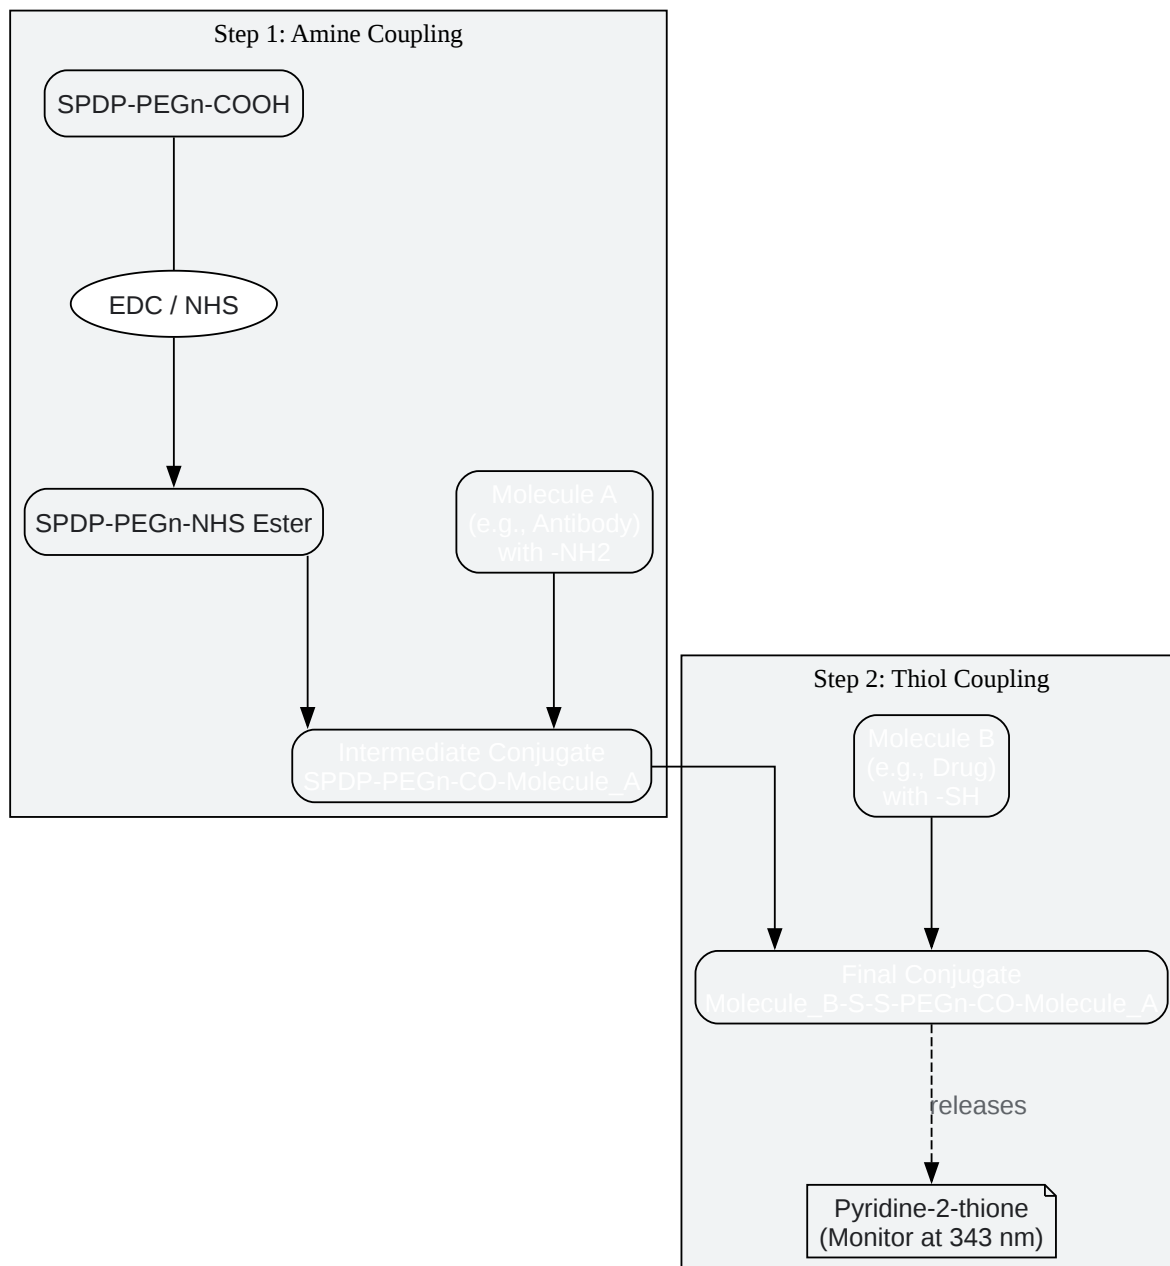 Step 1: Amine Coupling
SPDP-PEGn-COOH
EDC / NHS
SPDP-PEGn-NHS Ester
Molecule A
(e.g., Antibody)
with -NH2
Intermediate Conjugate
SPDP-PEGn-CO-Molecule_A
Step 2: Thiol Coupling
Molecule B
(e.g., Drug)
with -SH
Final Conjugate
Molecule_B-S-S-PEGn-CO-Molecule_A
releases
Pyridine-2-thione
(Monitor at 343 nm)